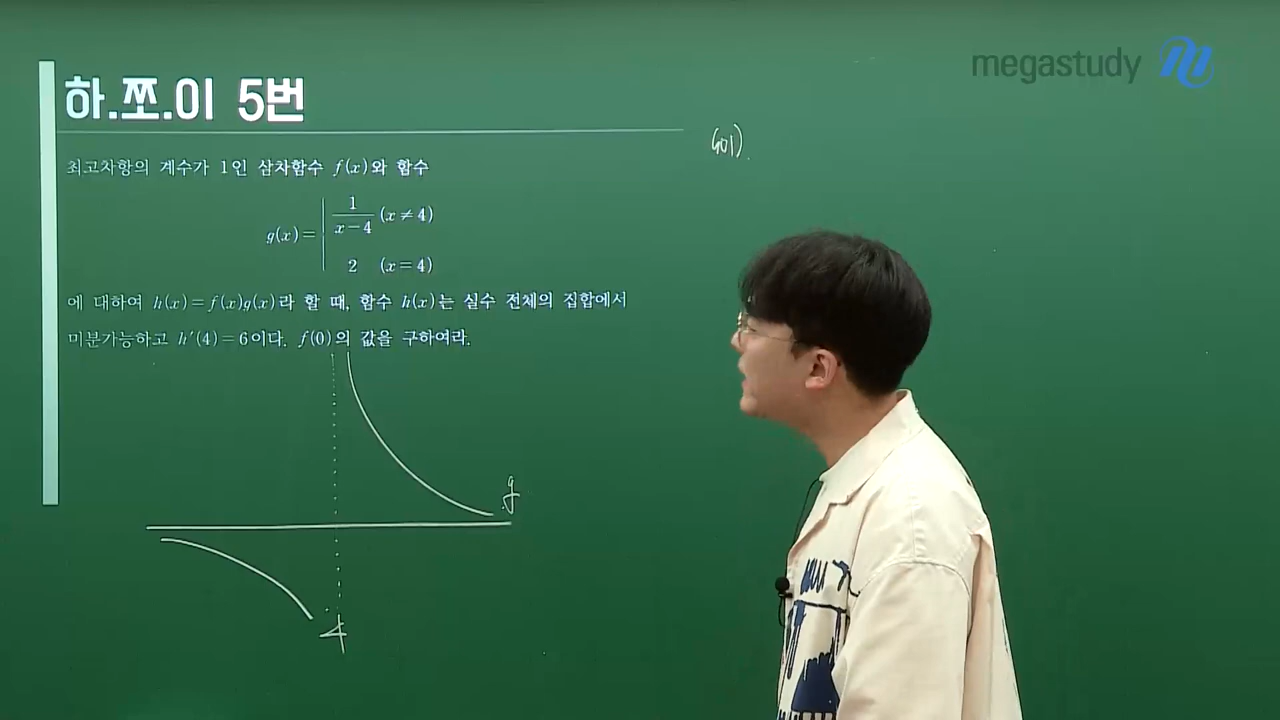 megastudy
하.쪼.이 5번
최고차항의 계수가 1인 삼차함수 f(x)와 함수
g(x)= 1/(x-4) (x≠4)
2 (x=4)
에 대하여 h(x)=f(x)g(x)라 할 때, 함수 h(x)는 실수 전체의 집합에서
미분가능하고 h′(4)=6이다. f(0)의 값을 구하여라.
g
4